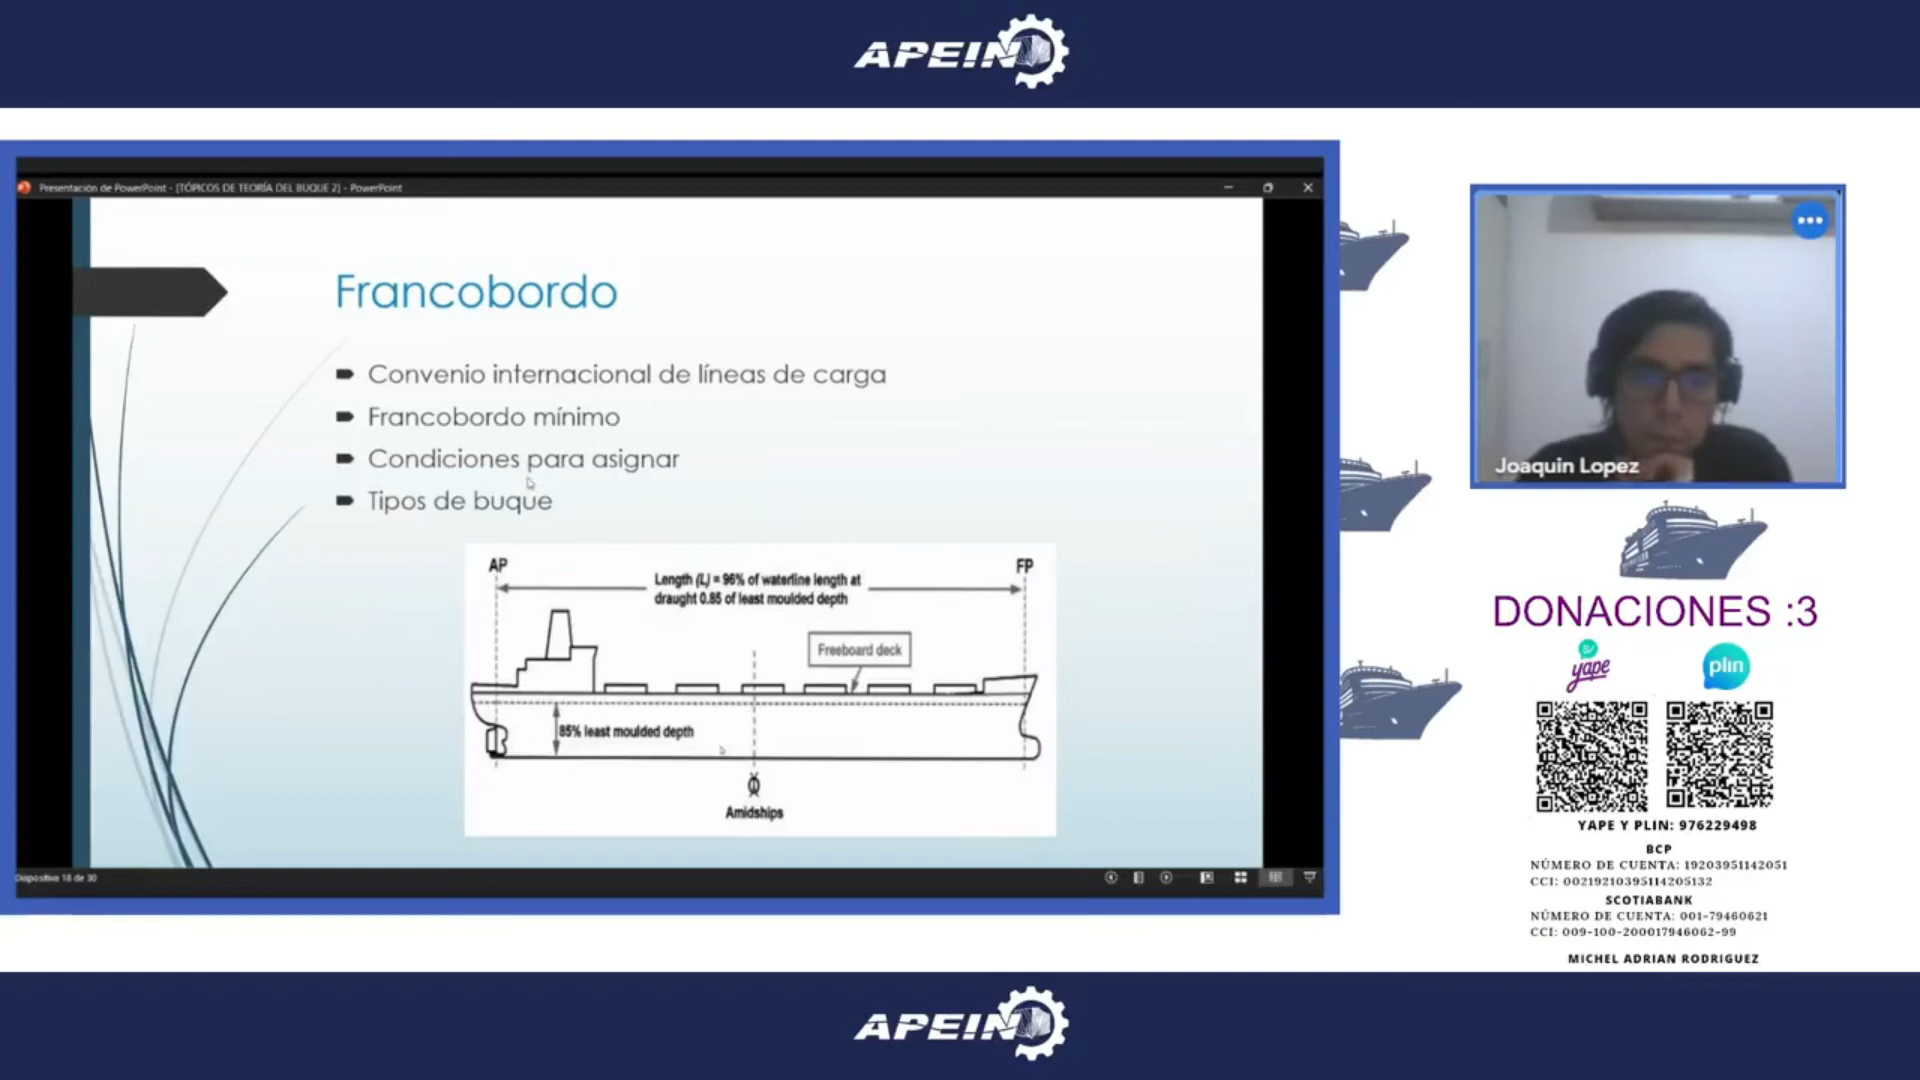 APEIN
Presentación de PowerPoint - [TÓPICOS DE TEORÍA DEL BUQUE 2] - PowerPoint
Francobordo
Convenio internacional de líneas de carga
Francobordo mínimo
Condiciones para asignar
Tipos de buque
AP
FP
Length (L) = 96% of waterline length at
draught 0.85 of least moulded depth
Freeboard deck
85% least moulded depth
Amidships
Diapositiva 18 de 30
Joaquin Lopez
DONACIONES :3
S/
yape
plin
YAPE Y PLIN: 976229498
BCP
NÚMERO DE CUENTA: 19203951142051
CCI: 00219210395114205132
SCOTIABANK
NÚMERO DE CUENTA: 001-79460621
CCI: 009-100-200017946062-99
MICHEL ADRIAN RODRIGUEZ
APEIN